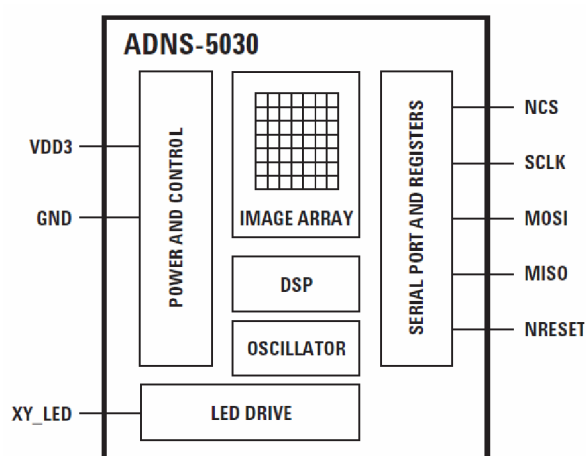 ADNS-5030
VDD3
GND
XY_LED
POWER AND CONTROL
IMAGE ARRAY
DSP
OSCILLATOR
LED DRIVE
SERIAL PORT AND REGISTERS
NCS
SCLK
MOSI
MISO
NRESET